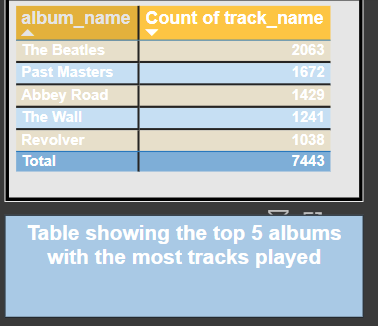 album_name Count of track_name
The Beatles 2063
Past Masters 1672
Abbey Road 1429
The Wall 1241
Revolver 1038
Total 7443
Table showing the top 5 albums
with the most tracks played